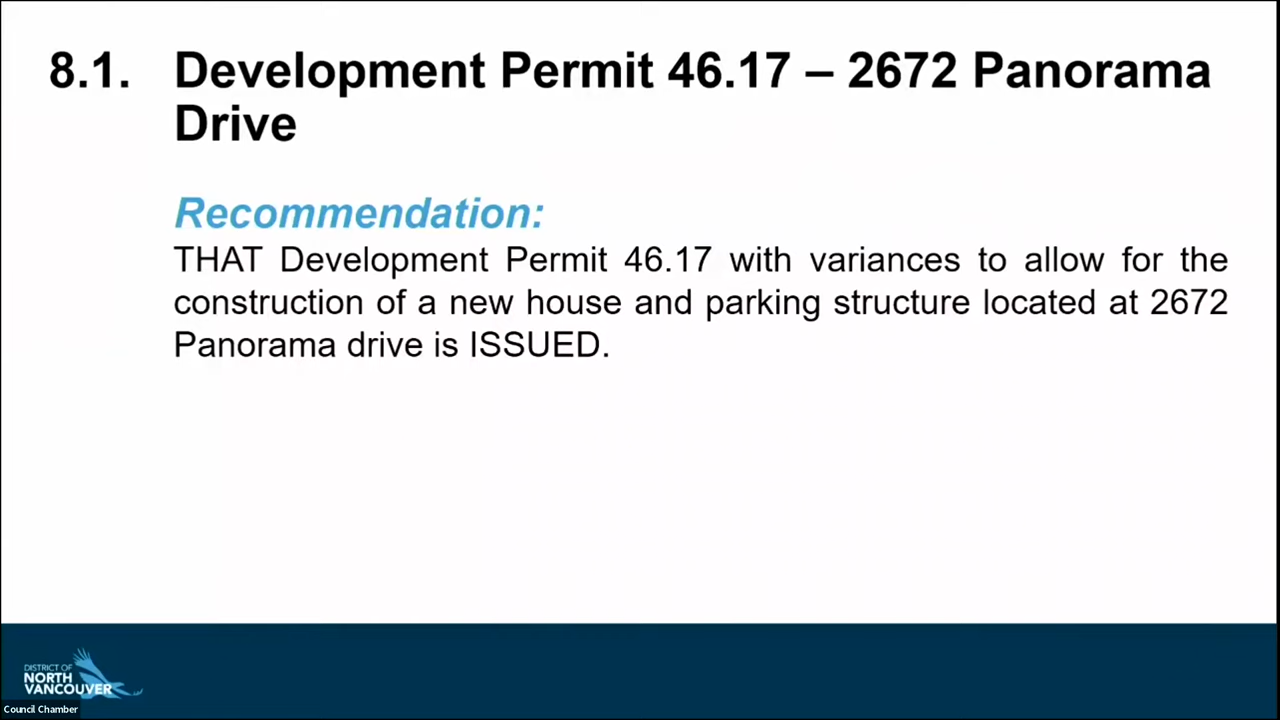 8.1. Development Permit 46.17 – 2672 Panorama
Drive
Recommendation:
THAT Development Permit 46.17 with variances to allow for the
construction of a new house and parking structure located at 2672
Panorama drive is ISSUED.
DISTRICT OF
NORTH
VANCOUVER
Council Chamber